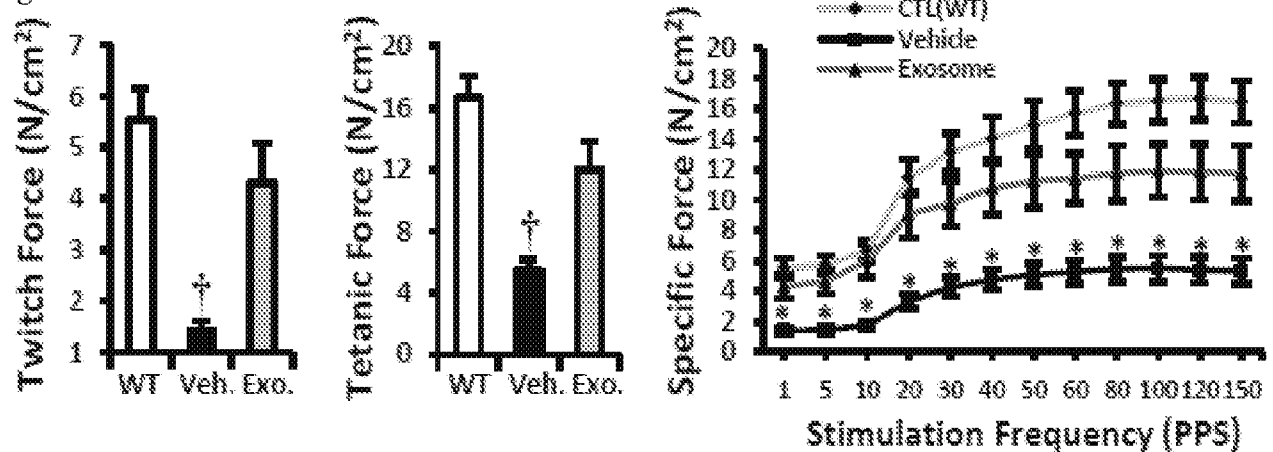 Twitch Force (N/cm²)
7
6
5
4
3
2
1
†
WT Veh. Exo.
Tetanic Force (N/cm²)
20
16
12
8
4
0
†
WT Veh. Exo.
CTL(WT)
Vehicle
Exosome
Specific Force (N/cm²)
20
18
16
14
12
10
8
6
4
2
0
* * * * * * * * * * * *
1 5 10 20 30 40 50 60 80 100 120 150
Stimulation Frequency (PPS)